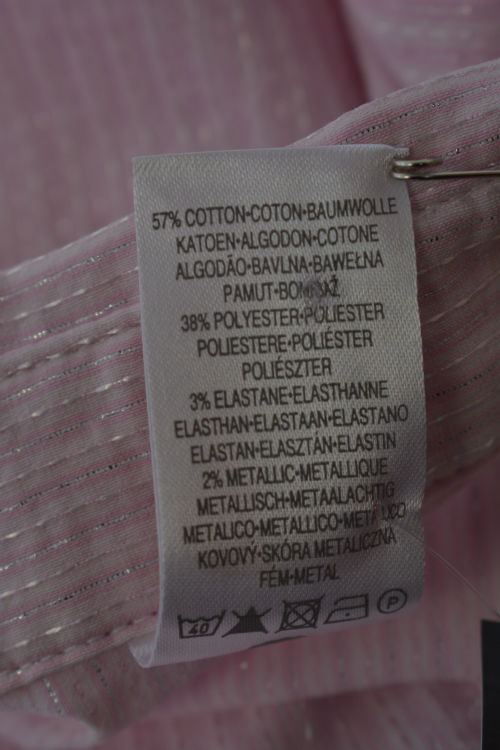 57% COTTON•COTON•BAUMWOLLE
KATOEN•ALGODON•COTONE
ALGODÃO•BAVLNA•BAWEŁNA
PAMUT•
38% POLYESTER•POLIESTER
POLIESTERE•POLIÉSTER
POLIÉSZTER
3% ELASTANE•ELASTHANNE
ELASTHAN•ELASTAAN•ELASTANO
ELASTAN•ELASZTÁN•ELASTIN
2% METALLIC•METALLIQUE
METALLISCH•METAALACHTIG
METALICO•METALLICO•
KOVOVÝ•SKÓRA METALICZNA
FÉM•METAL
40 P